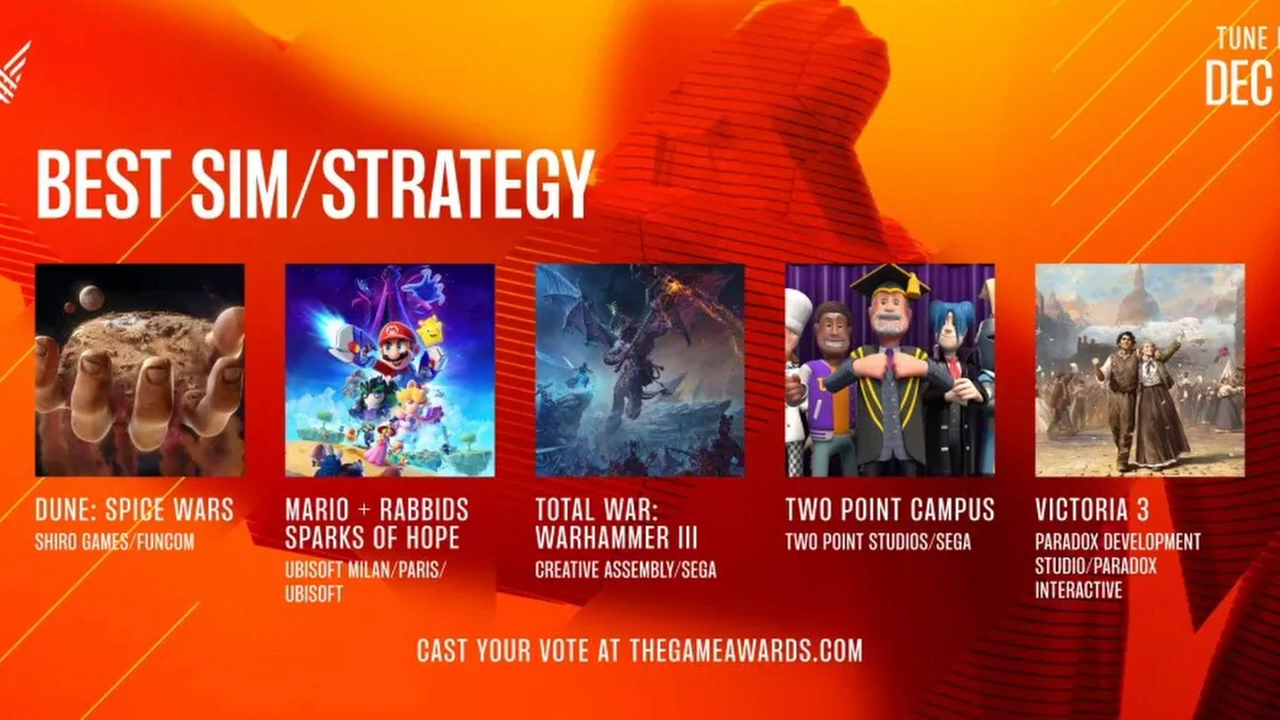 TUNE
DEC
BEST SIM/STRATEGY
DUNE: SPICE WARS
SHIRO GAMES/FUNCOM
MARIO + RABBIDS
SPARKS OF HOPE
UBISOFT MILAN/PARIS/
UBISOFT
TOTAL WAR:
WARHAMMER III
CREATIVE ASSEMBLY/SEGA
TWO POINT CAMPUS
TWO POINT STUDIOS/SEGA
VICTORIA 3
PARADOX DEVELOPMENT
STUDIO/PARADOX
INTERACTIVE
CAST YOUR VOTE AT THEGAMEAWARDS.COM